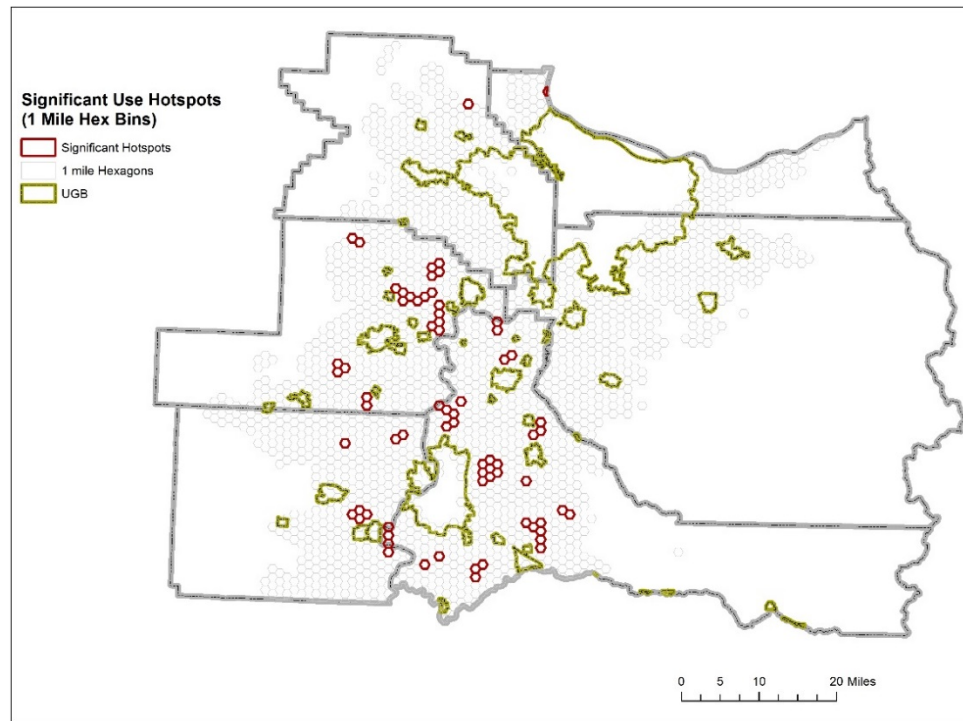 Significant Use Hotspots
(1 Mile Hex Bins)
Significant Hotspots
1 mile Hexagons
UGB
0 5 10 20 Miles